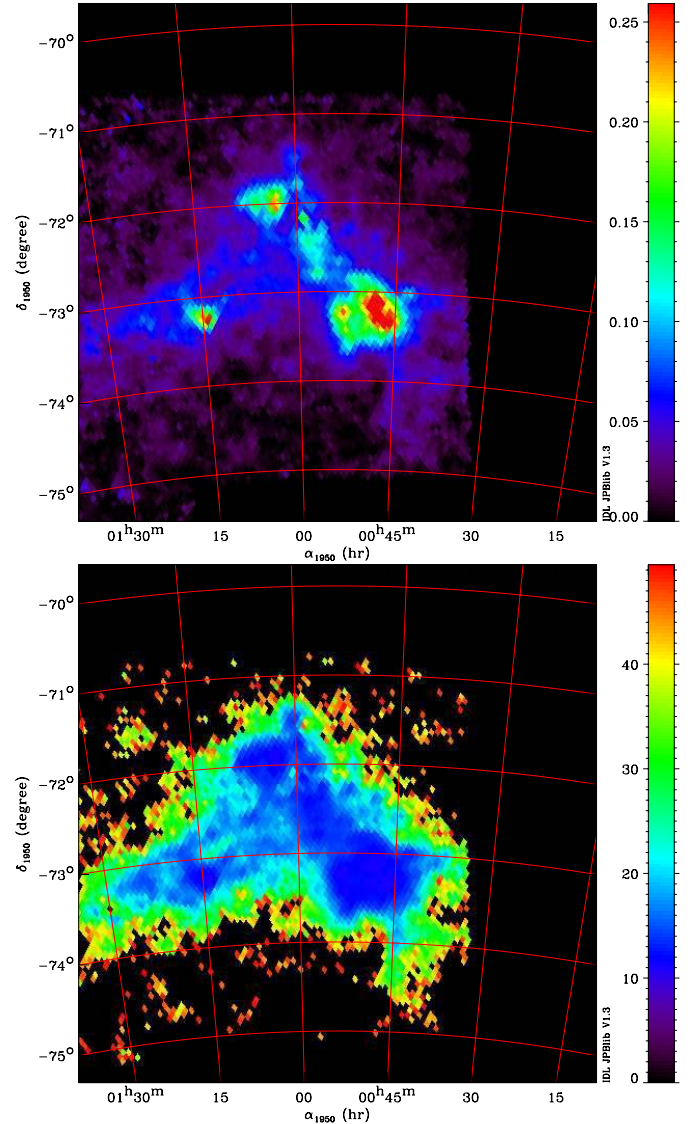 −70°
−71°
−72°
−73°
−74°
−75°
δ1950 (degree)
01h30m 15 00 00h45m 30 15
α1950 (hr)
0.25
0.20
0.15
0.10
0.05
0.00
IDL JPBlib V1.3
−70°
−71°
−72°
−73°
−74°
−75°
δ1950 (degree)
01h30m 15 00 00h45m 30 15
α1950 (hr)
40
30
20
10
0
IDL JPBlib V1.3